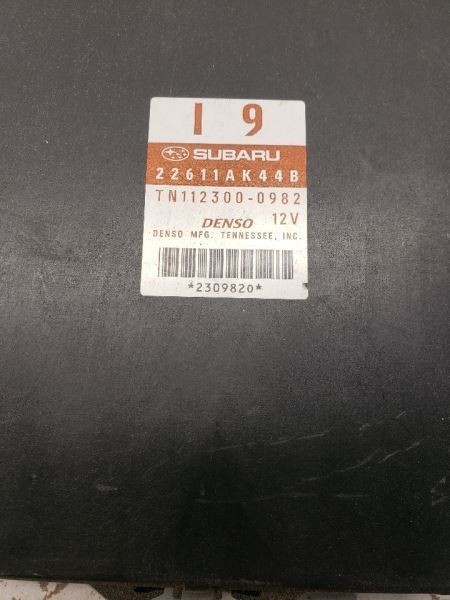 I 9
SUBARU
22611AK44B
TN112300-0982
DENSO 12V
DENSO MFG. TENNESSEE, INC.
*2309820*